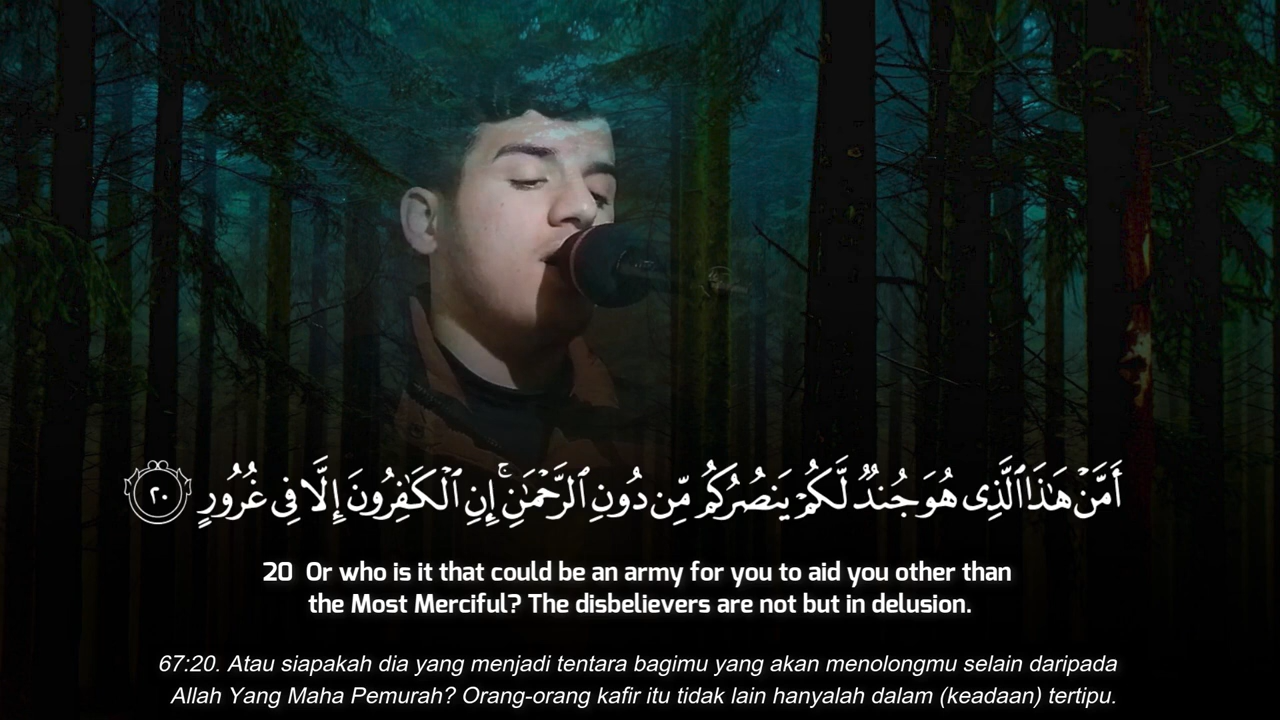 أَمَّنْ هَٰذَا ٱلَّذِى هُوَ جُندٌ لَّكُمْ يَنصُرُكُم مِّن دُونِ ٱلرَّحْمَٰنِ ۚ إِنِ ٱلْكَٰفِرُونَ إِلَّا فِى غُرُورٍ ٢٠
20 Or who is it that could be an army for you to aid you other than
the Most Merciful? The disbelievers are not but in delusion.
67:20. Atau siapakah dia yang menjadi tentara bagimu yang akan menolongmu selain daripada
Allah Yang Maha Pemurah? Orang-orang kafir itu tidak lain hanyalah dalam (keadaan) tertipu.